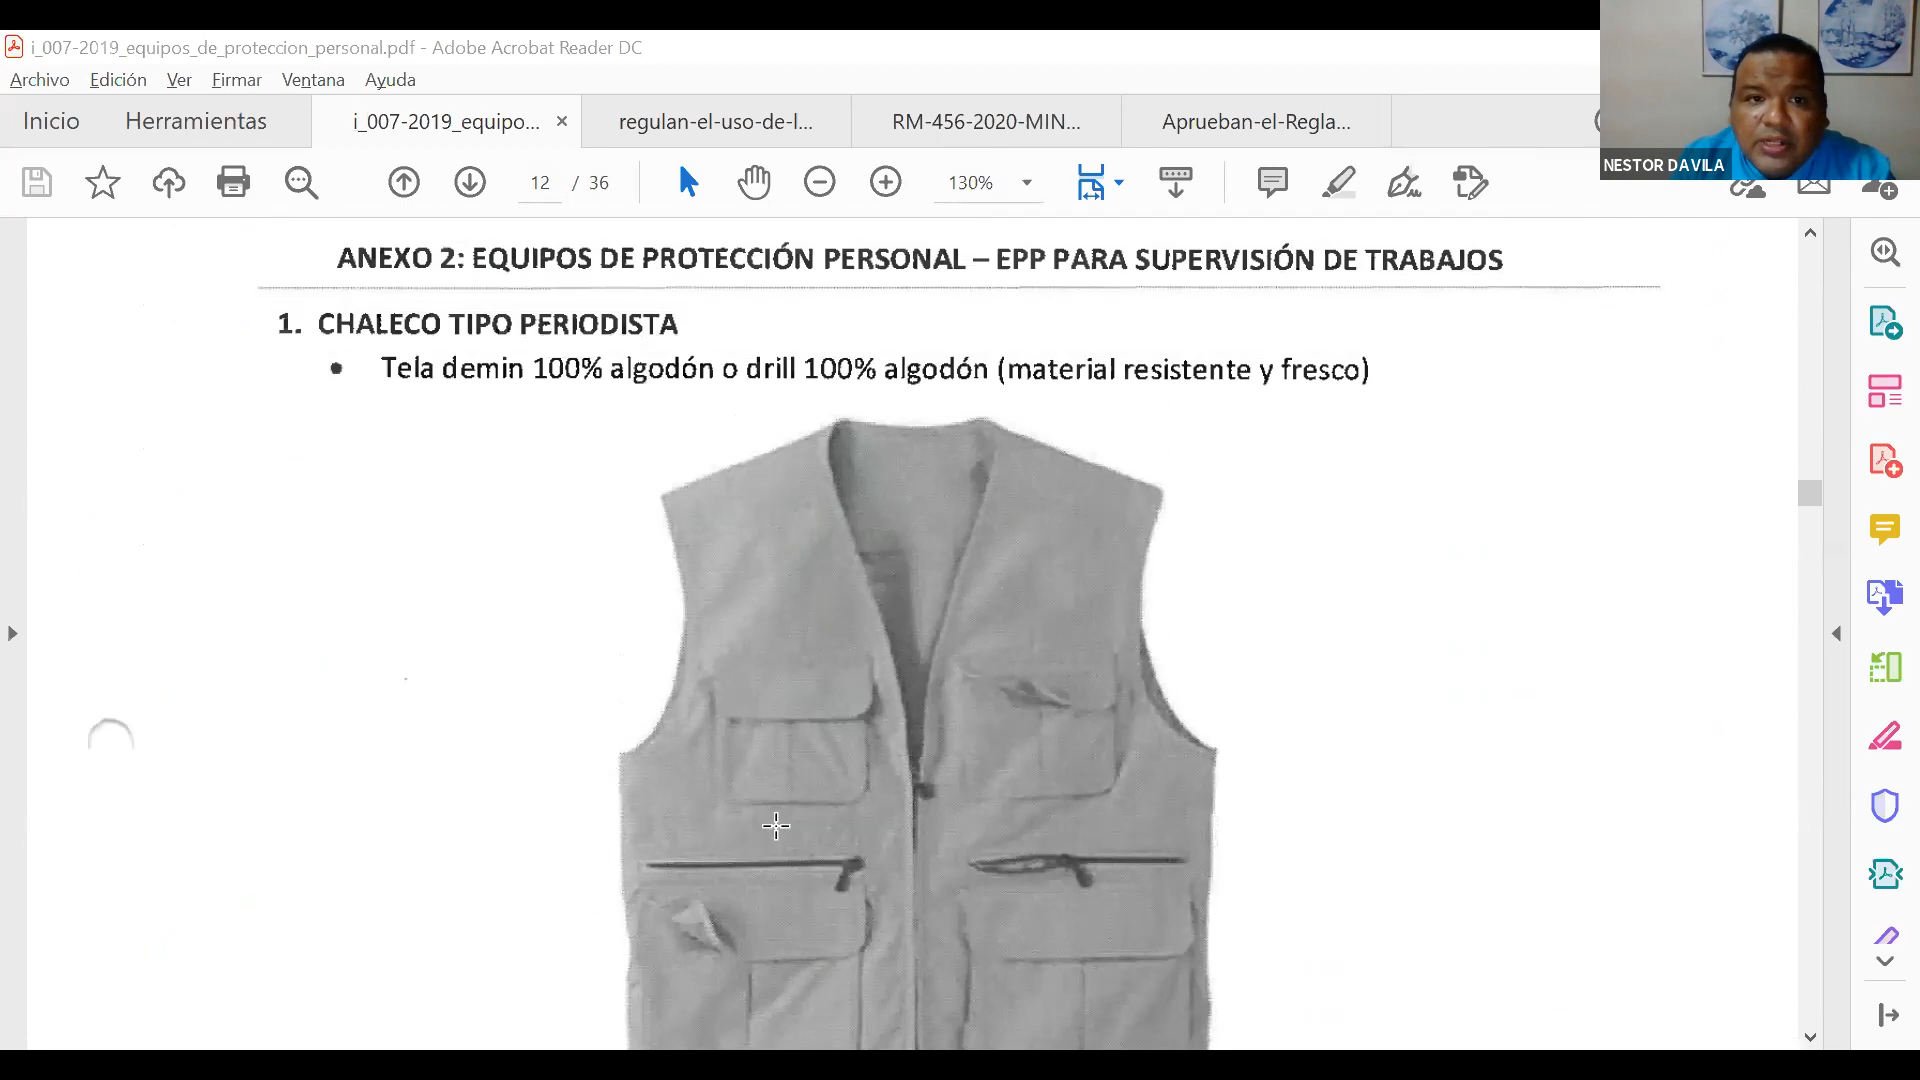 i_007-2019_equipos_de_proteccion_personal.pdf - Adobe Acrobat Reader DC
Archivo Edición Ver Firmar Ventana Ayuda
Inicio Herramientas i_007-2019_equipo... × regulan-el-uso-de-l... RM-456-2020-MIN... Aprueban-el-Regla...
NESTOR DAVILA
12 / 36 130%
ANEXO 2: EQUIPOS DE PROTECCIÓN PERSONAL – EPP PARA SUPERVISIÓN DE TRABAJOS
1. CHALECO TIPO PERIODISTA
• Tela demin 100% algodón o drill 100% algodón (material resistente y fresco)